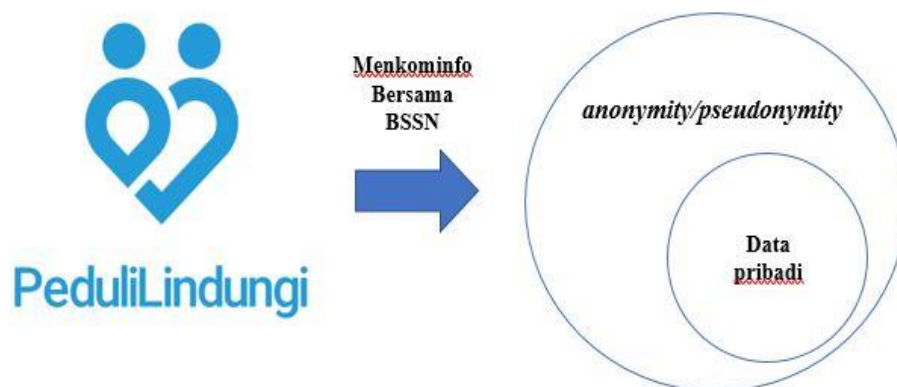 Menkominfo
Bersama
BSSN
anonymity/pseudonymity
Data
pribadi
PeduliLindungi